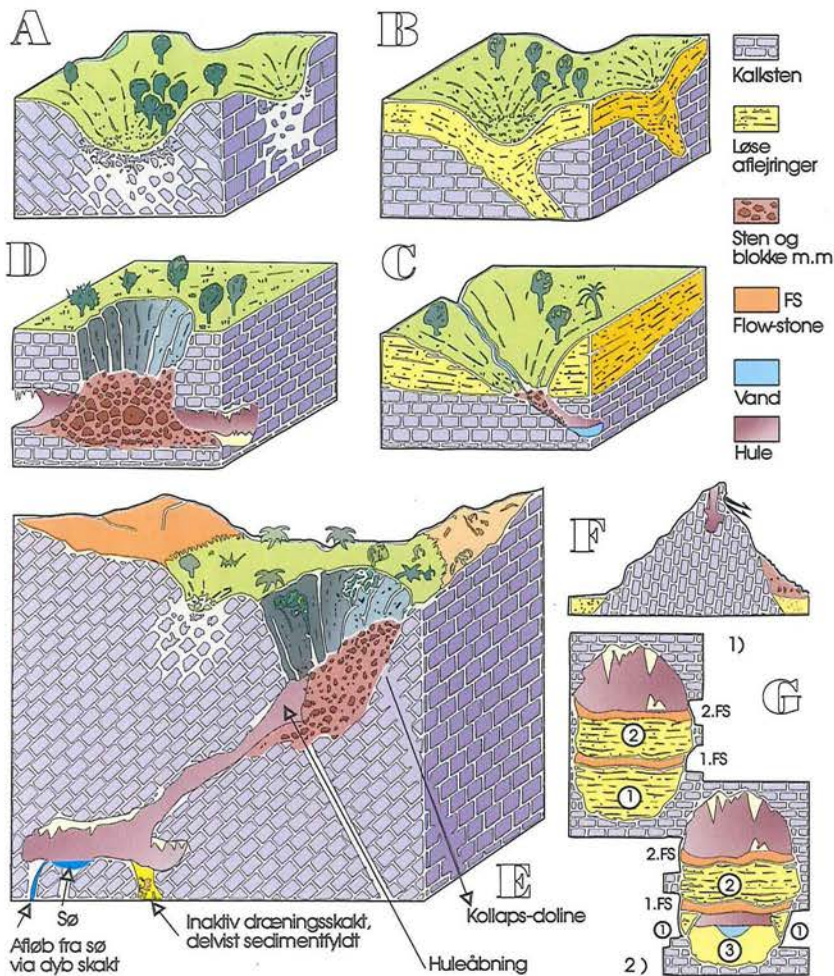 A
B
Kalksten
Løse
aflejringer
Sten og
blokke m.m
FS
Flow-stone
Vand
Hule
D
C
F
1)
G
2.FS
2
1.FS
1
2.FS
2
1.FS
1
1
3
2)
E
Sø
Afløb fra sø
via dyb skakt
Inaktiv dræningsskakt,
delvist sedimentfyldt
Huleåbning
Kollaps-doline